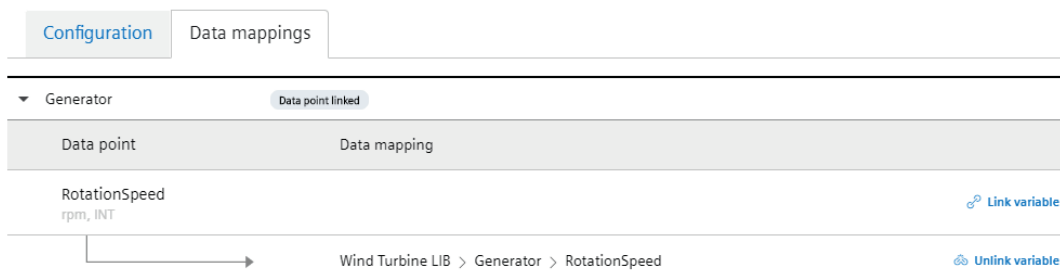 Configuration Data mappings
Generator Data point linked
Data point Data mapping
RotationSpeed
rpm, INT
Link variable
Wind Turbine LIB > Generator > RotationSpeed Unlink variable